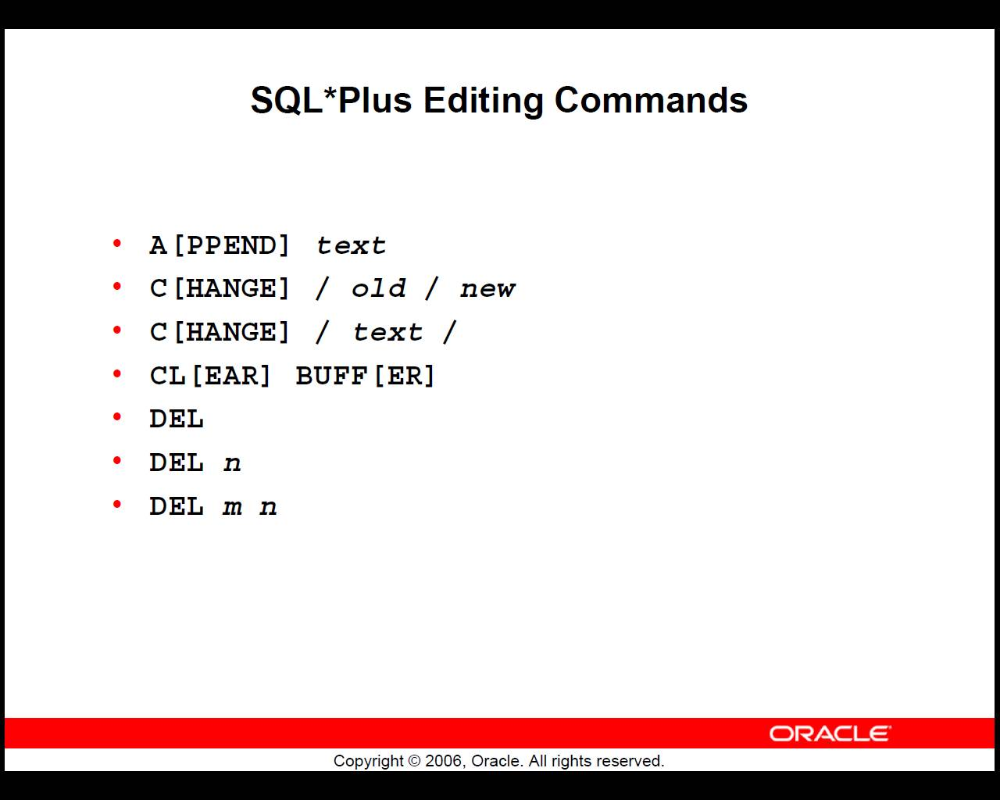 SQL*Plus Editing Commands
• A[PPEND] text
• C[HANGE] / old / new
• C[HANGE] / text /
• CL[EAR] BUFF[ER]
• DEL
• DEL n
• DEL m n
ORACLE
Copyright © 2006, Oracle. All rights reserved.